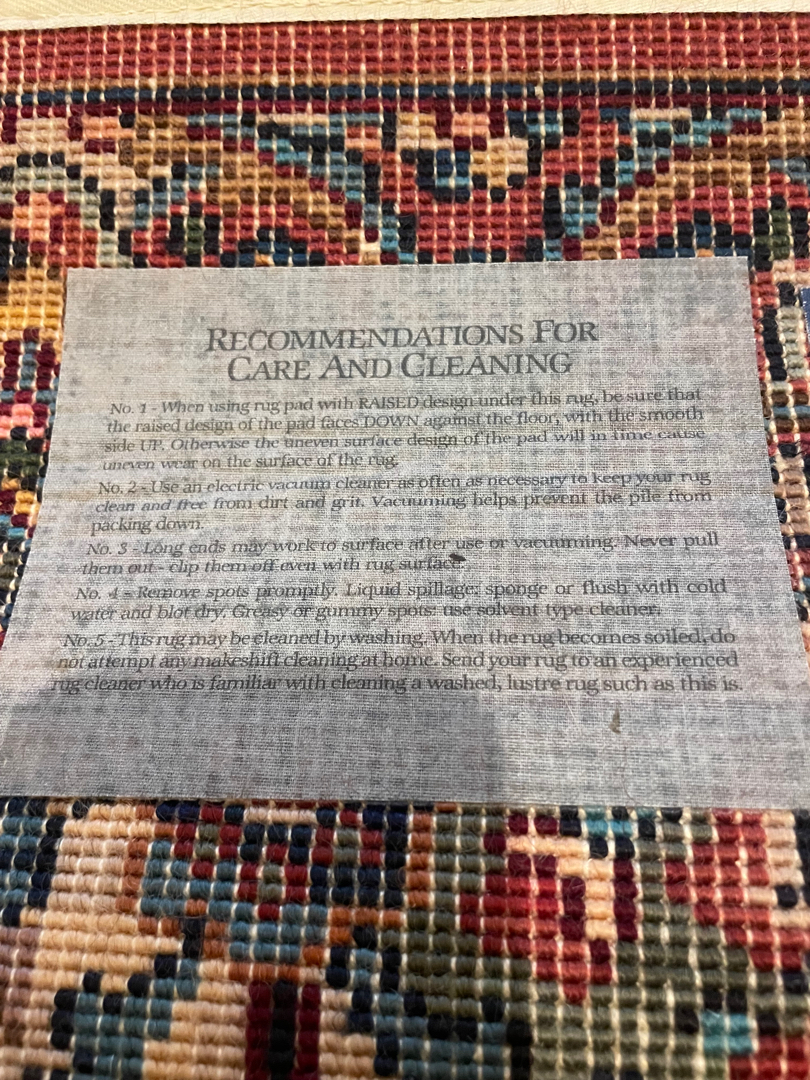 RECOMMENDATIONS FOR
CARE AND CLEANING
No. 1 - When using rug pad with RAISED design under this rug, be sure that
the raised design of the pad faces DOWN against the floor, with the smooth
side UP. Otherwise the uneven surface design of the pad will in time cause
uneven wear on the surface of the rug.
No. 2 - Use an electric vacuum cleaner as often as necessary to keep your rug
clean and free from dirt and grit. Vacuuming helps prevent the pile from
packing down.
No. 3 - Long ends may work to surface after use or vacuuming. Never pull
them out - clip them off even with rug surface.
No. 4 - Remove spots promptly. Liquid spillage: sponge or flush with cold
water and blot dry. Greasy or gummy spots: use solvent type cleaner.
No. 5 - This rug may be cleaned by washing. When the rug becomes soiled, do
not attempt any makeshift cleaning at home. Send your rug to an experienced
rug cleaner who is familiar with cleaning a washed, lustre rug such as this is.